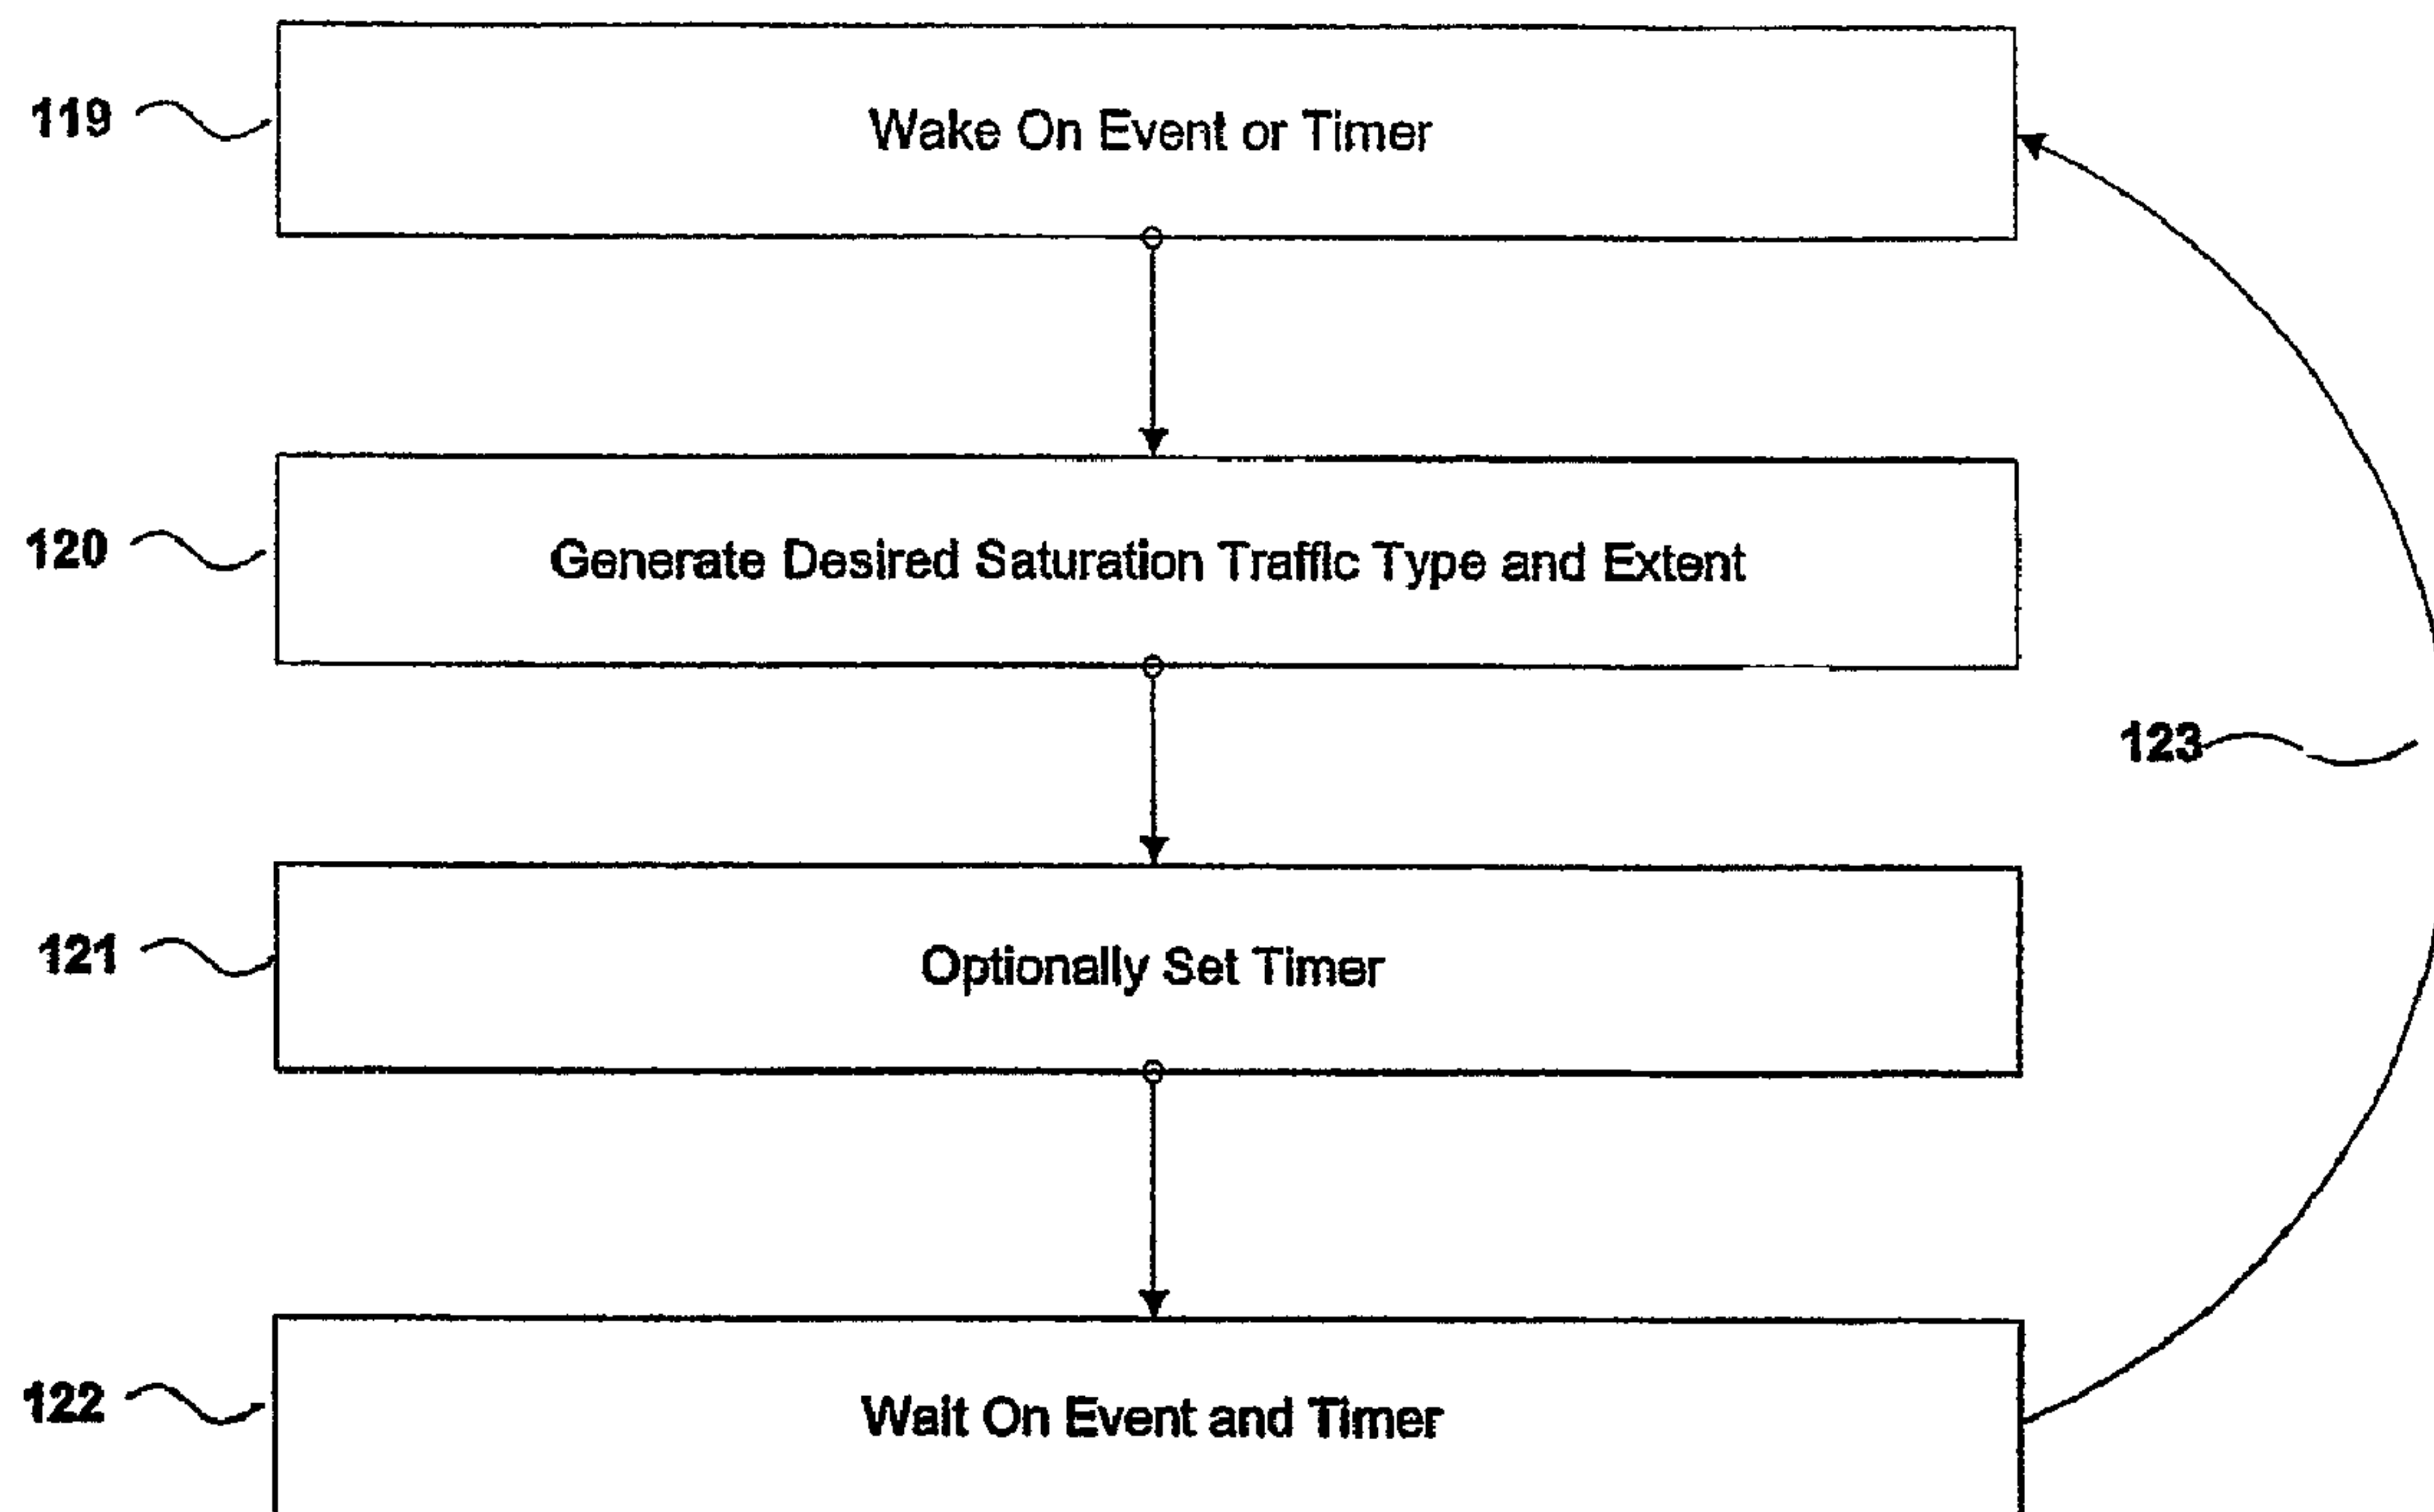 119
Wake On Event or Timer
120
Generate Desired Saturation Traffic Type and Extent
123
121
Optionally Set Timer
122
Wait On Event and Timer